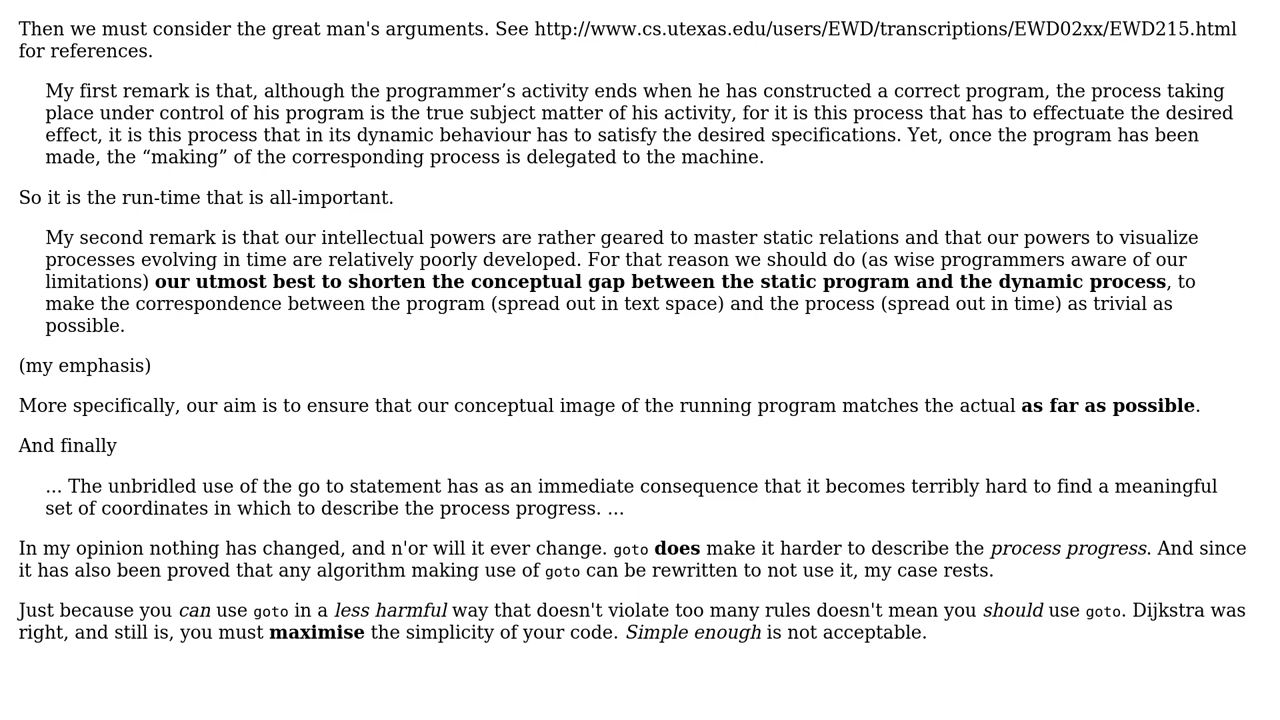 Then we must consider the great man's arguments. See http://www.cs.utexas.edu/users/EWD/transcriptions/EWD02xx/EWD215.html
for references.
My first remark is that, although the programmer’s activity ends when he has constructed a correct program, the process taking
place under control of his program is the true subject matter of his activity, for it is this process that has to effectuate the desired
effect, it is this process that in its dynamic behaviour has to satisfy the desired specifications. Yet, once the program has been
made, the “making” of the corresponding process is delegated to the machine.
So it is the run-time that is all-important.
My second remark is that our intellectual powers are rather geared to master static relations and that our powers to visualize
processes evolving in time are relatively poorly developed. For that reason we should do (as wise programmers aware of our
limitations) our utmost best to shorten the conceptual gap between the static program and the dynamic process, to
make the correspondence between the program (spread out in text space) and the process (spread out in time) as trivial as
possible.
(my emphasis)
More specifically, our aim is to ensure that our conceptual image of the running program matches the actual as far as possible.
And finally
... The unbridled use of the go to statement has as an immediate consequence that it becomes terribly hard to find a meaningful
set of coordinates in which to describe the process progress. ...
In my opinion nothing has changed, and n'or will it ever change. goto does make it harder to describe the process progress. And since
it has also been proved that any algorithm making use of goto can be rewritten to not use it, my case rests.
Just because you can use goto in a less harmful way that doesn't violate too many rules doesn't mean you should use goto. Dijkstra was
right, and still is, you must maximise the simplicity of your code. Simple enough is not acceptable.